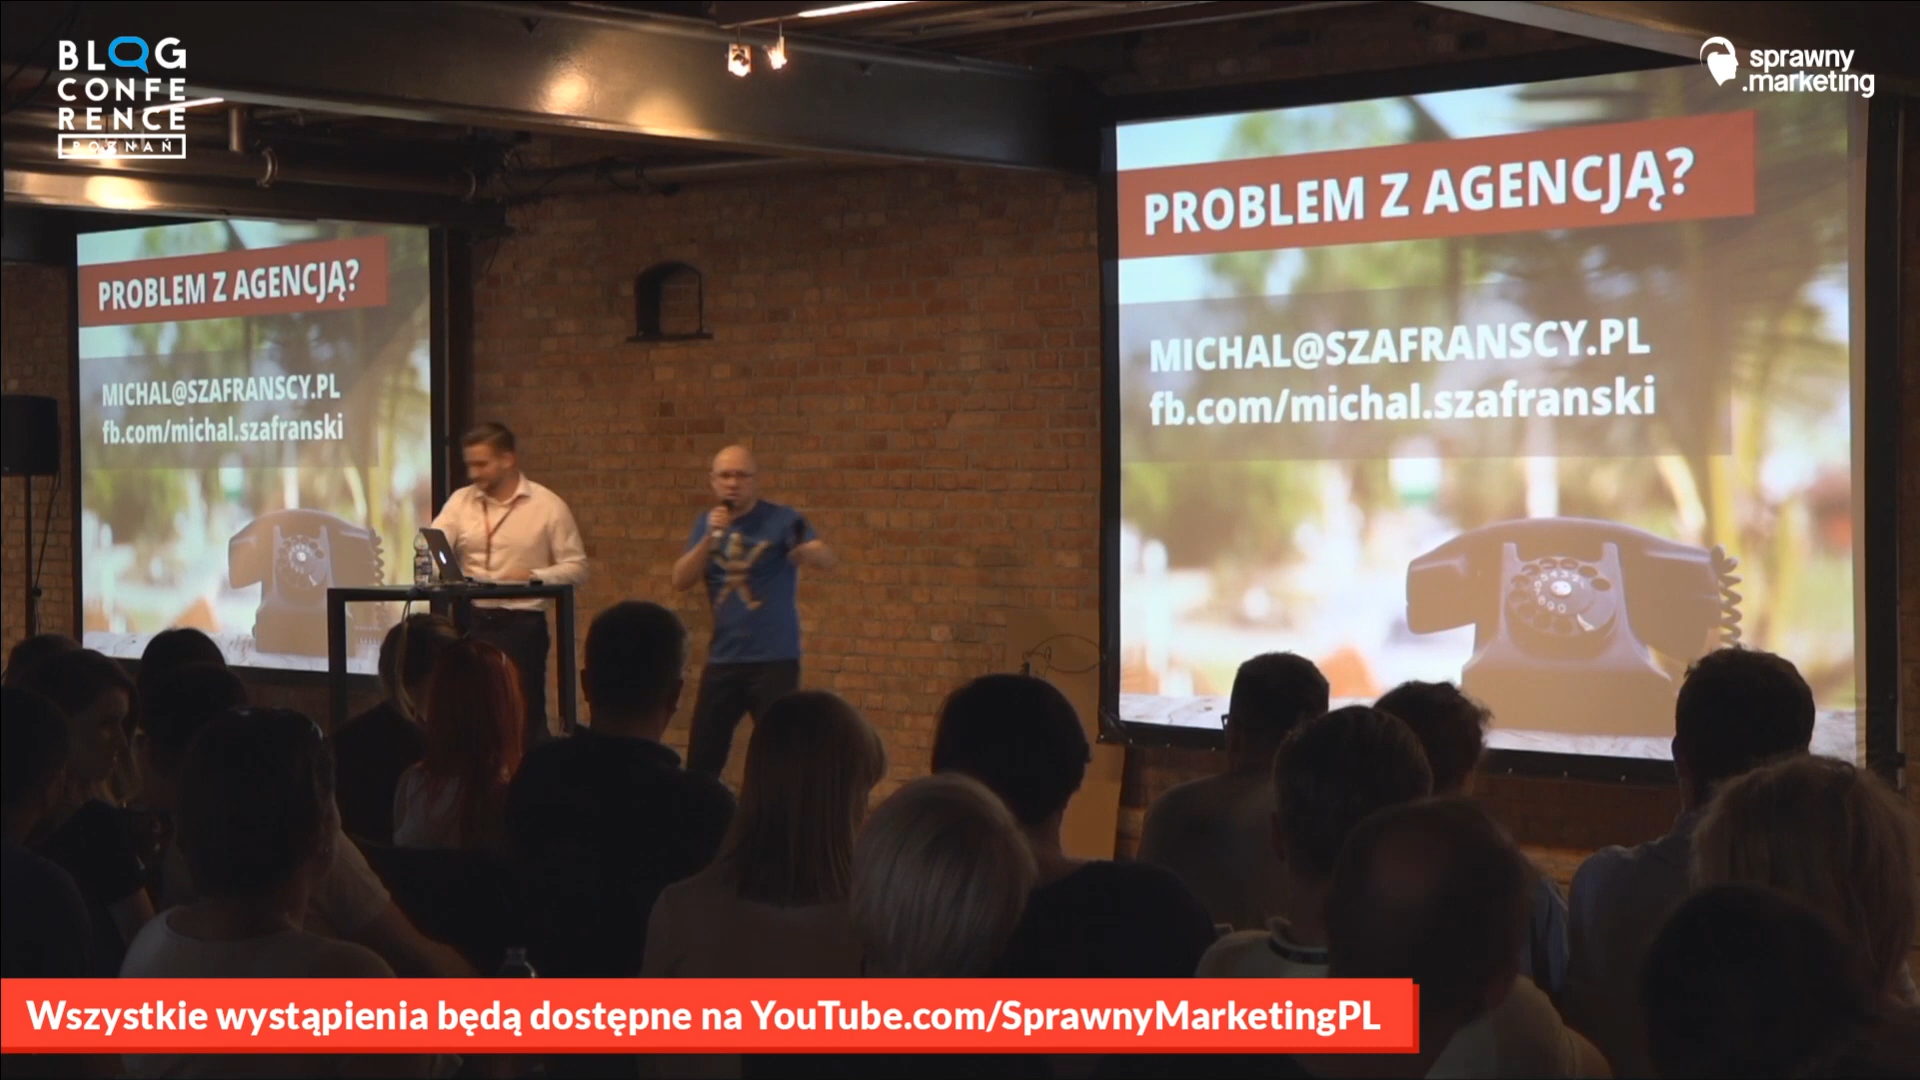 BLOG
CONFE
RENCE
POZNAŃ
sprawny
.marketing
PROBLEM Z AGENCJĄ?
MICHAL@SZAFRANSCY.PL
fb.com/michal.szafranski
PROBLEM Z AGENCJĄ?
MICHAL@SZAFRANSCY.PL
fb.com/michal.szafranski
Wszystkie wystąpienia będą dostępne na YouTube.com/SprawnyMarketingPL